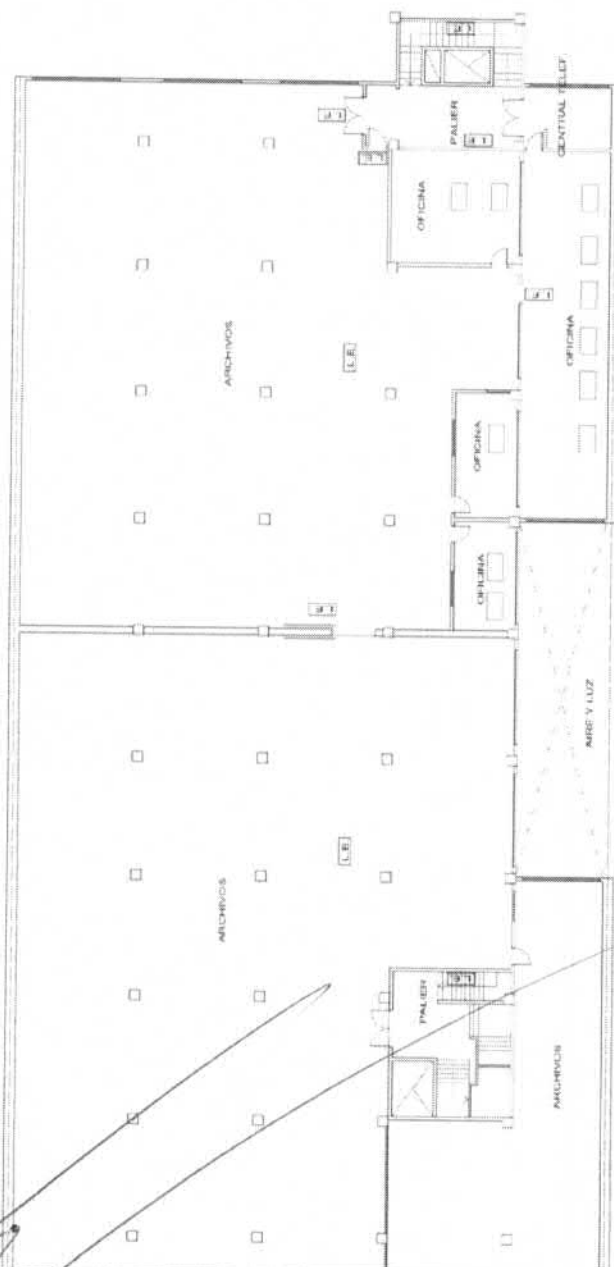 CENTRAL TELEF
PALIER
OFICINA
OFICINA
ARCHIVOS
L.E.
OFICINA
OFICINA
AIRE Y LUZ
ARCHIVOS
L.E.
PALIER
ARCHIVOS